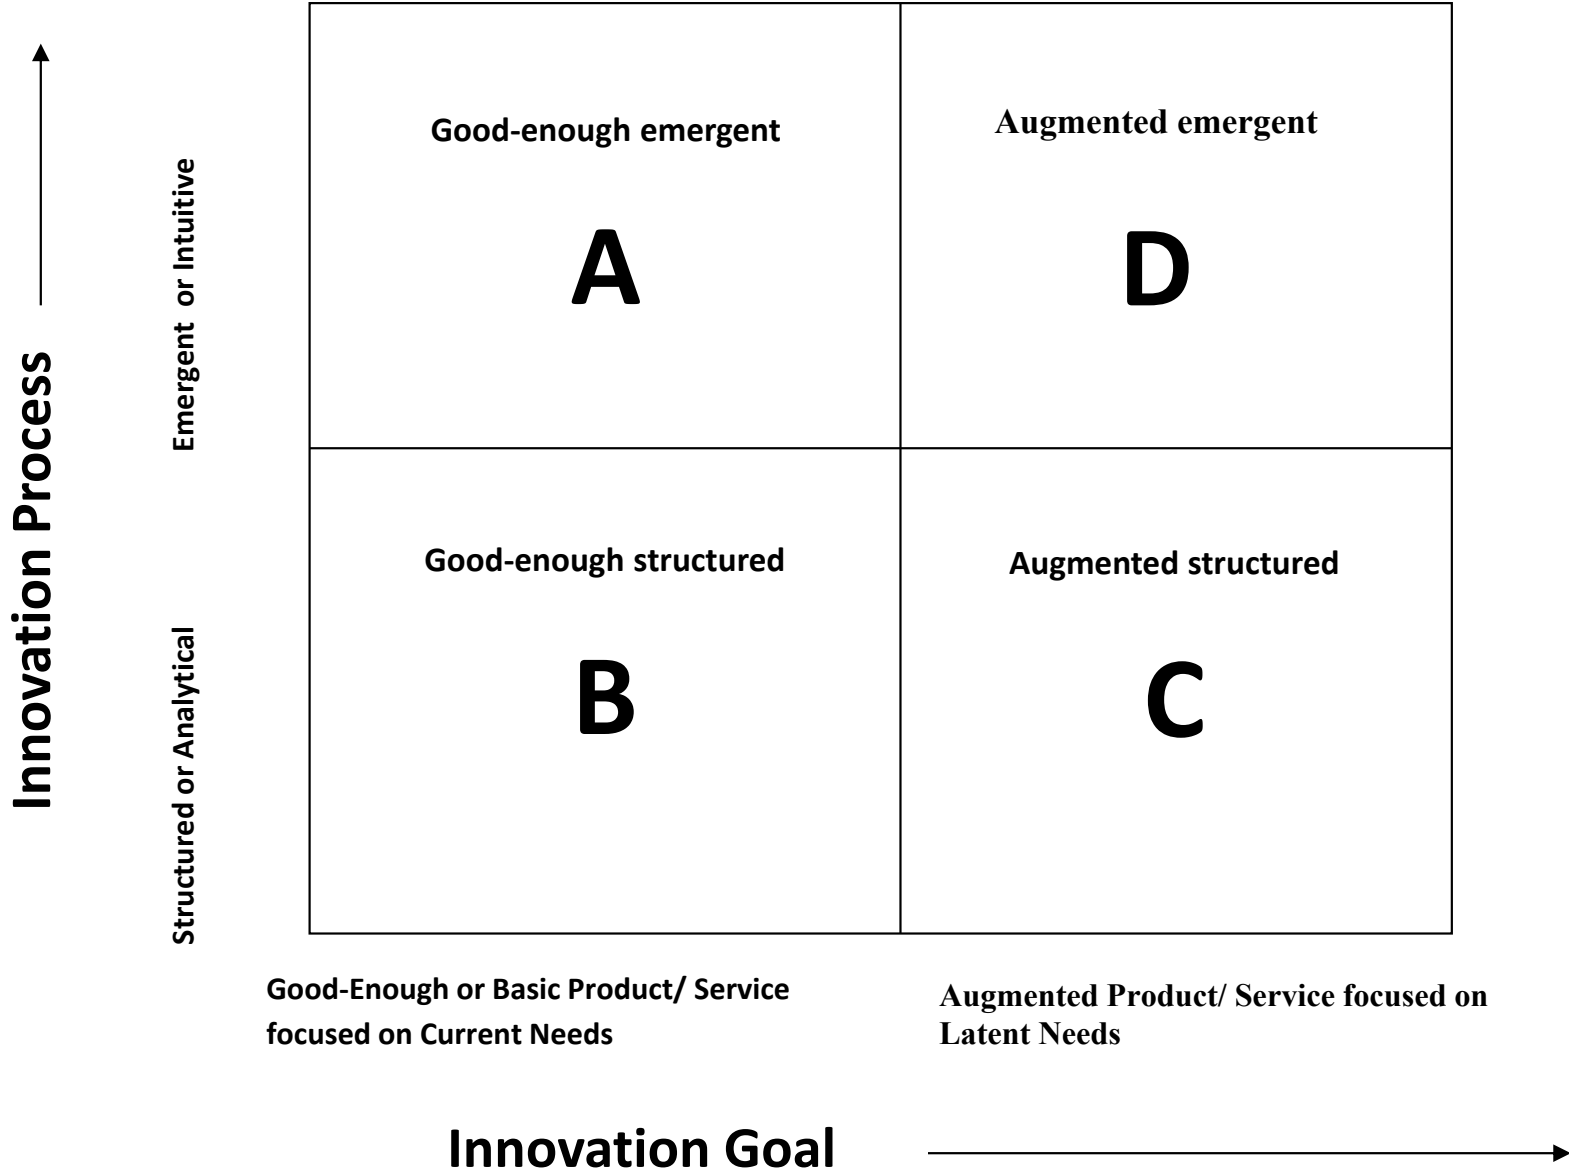 Innovation Process
Emergent or Intuitive
Good-enough emergent
A
Augmented emergent
D
Structured or Analytical
Good-enough structured
B
Augmented structured
C
Good-Enough or Basic Product/ Service
focused on Current Needs
Augmented Product/ Service focused on
Latent Needs
Innovation Goal